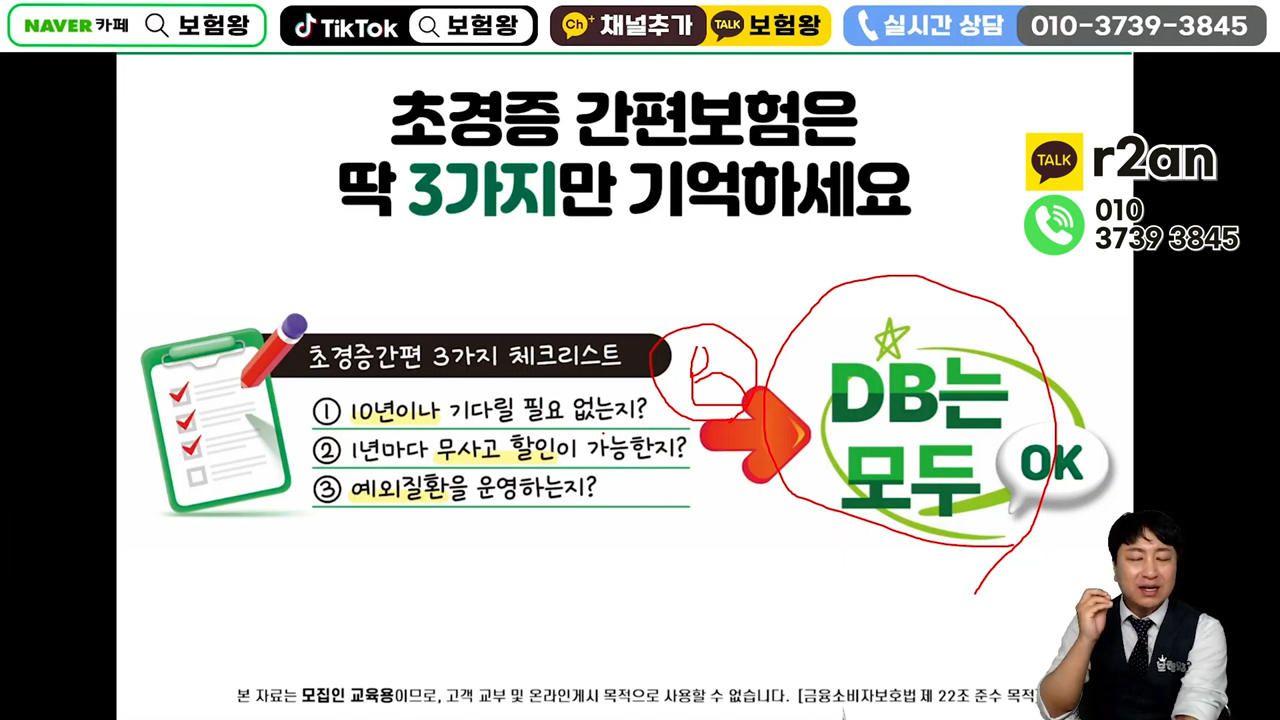 NAVER 카페 보험왕
TikTok 보험왕
Ch+ 채널추가 TALK 보험왕
실시간 상담 010-3739-3845
초경증 간편보험은
딱 3가지만 기억하세요
TALK r2an
010
3739 3845
초경증간편 3가지 체크리스트
① 10년이나 기다릴 필요 없는지?
② 1년마다 무사고 할인이 가능한지?
③ 예외질환을 운영하는지?
DB는
모두 OK
보험왕
본 자료는 모집인 교육용이므로, 고객 교부 및 온라인게시 목적으로 사용할 수 없습니다. [금융소비자보호법 제 22조 준수 목적]